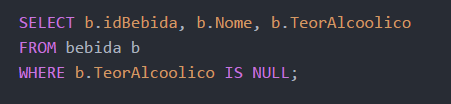 SELECT b.idBebida, b.Nome, b.TeorAlcoolico
FROM bebida b
WHERE b.TeorAlcoolico IS NULL;